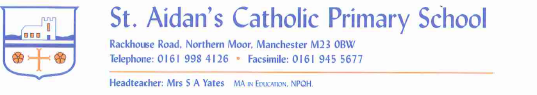 St. Aidan's Catholic Primary School
Rackhouse Road, Northern Moor, Manchester M23 0BW
Telephone: 0161 998 4126 • Facsimile: 0161 945 5677
Headteacher: Mrs S A Yates MA in Education, NPQH.